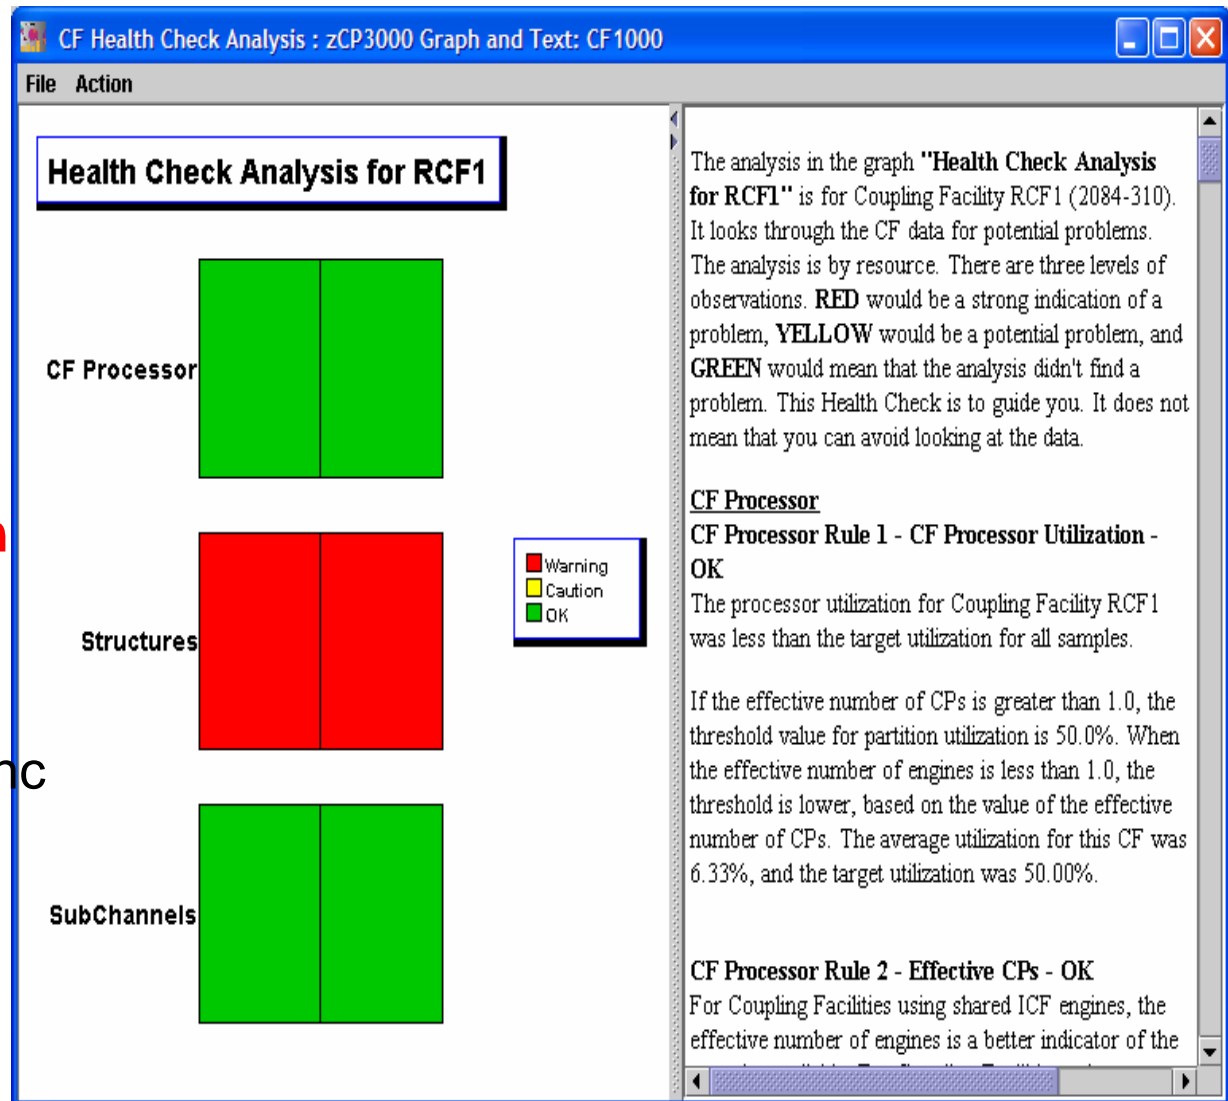 CF Health Check Analysis : zCP3000 Graph and Text: CF1000
File Action
Health Check Analysis for RCF1
CF Processor
Structures
SubChannels
Warning
Caution
OK
The analysis in the graph "Health Check Analysis
for RCF1" is for Coupling Facility RCF1 (2084-310).
It looks through the CF data for potential problems.
The analysis is by resource. There are three levels of
observations. RED would be a strong indication of a
problem, YELLOW would be a potential problem, and
GREEN would mean that the analysis didn't find a
problem. This Health Check is to guide you. It does not
mean that you can avoid looking at the data.
CF Processor
CF Processor Rule 1 - CF Processor Utilization -
OK
The processor utilization for Coupling Facility RCF1
was less than the target utilization for all samples.
If the effective number of CPs is greater than 1.0, the
threshold value for partition utilization is 50.0%. When
the effective number of engines is less than 1.0, the
threshold is lower, based on the value of the effective
number of CPs. The average utilization for this CF was
6.33%, and the target utilization was 50.00%.
CF Processor Rule 2 - Effective CPs - OK
For Coupling Facilities using shared ICF engines, the
effective number of engines is a better indicator of the